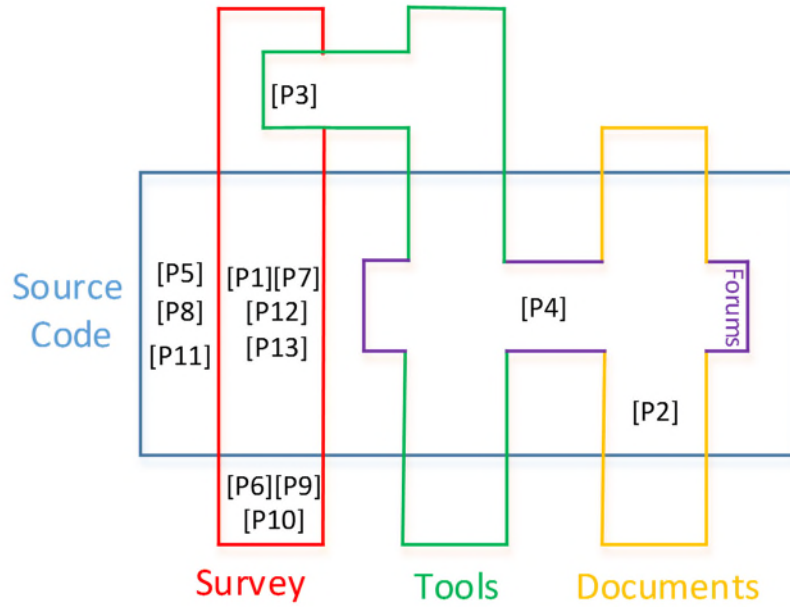 [P3]
Source
Code
[P5]
[P8]
[P11]
[P1][P7]
[P12]
[P13]
[P4]
Forums
[P2]
[P6][P9]
[P10]
Survey
Tools
Documents